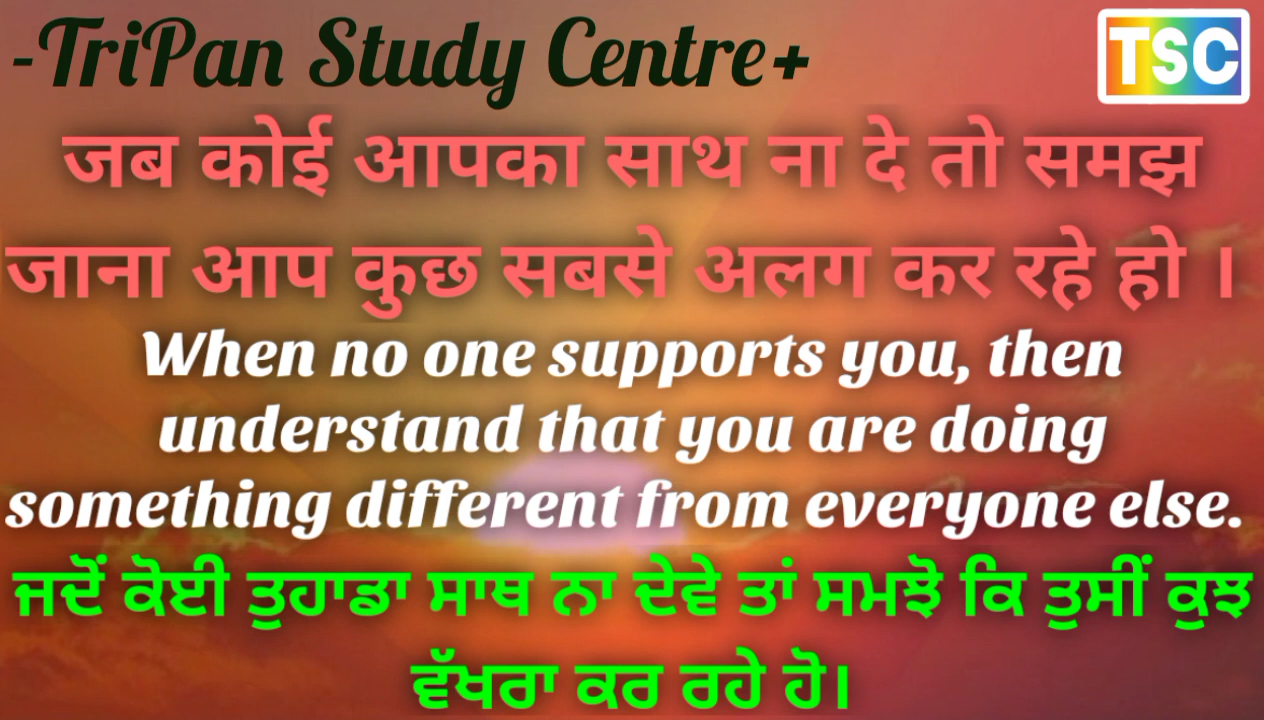 -TriPan Study Centre+
TSC
जब कोई आपका साथ ना दे तो समझ
जाना आप कुछ सबसे अलग कर रहे हो ।
When no one supports you, then
understand that you are doing
something different from everyone else.
ਜਦੋਂ ਕੋਈ ਤੁਹਾਡਾ ਸਾਥ ਨਾ ਦੇਵੇ ਤਾਂ ਸਮਝੋ ਕਿ ਤੁਸੀਂ ਕੁਝ
ਵੱਖਰਾ ਕਰ ਰਹੇ ਹੋ।